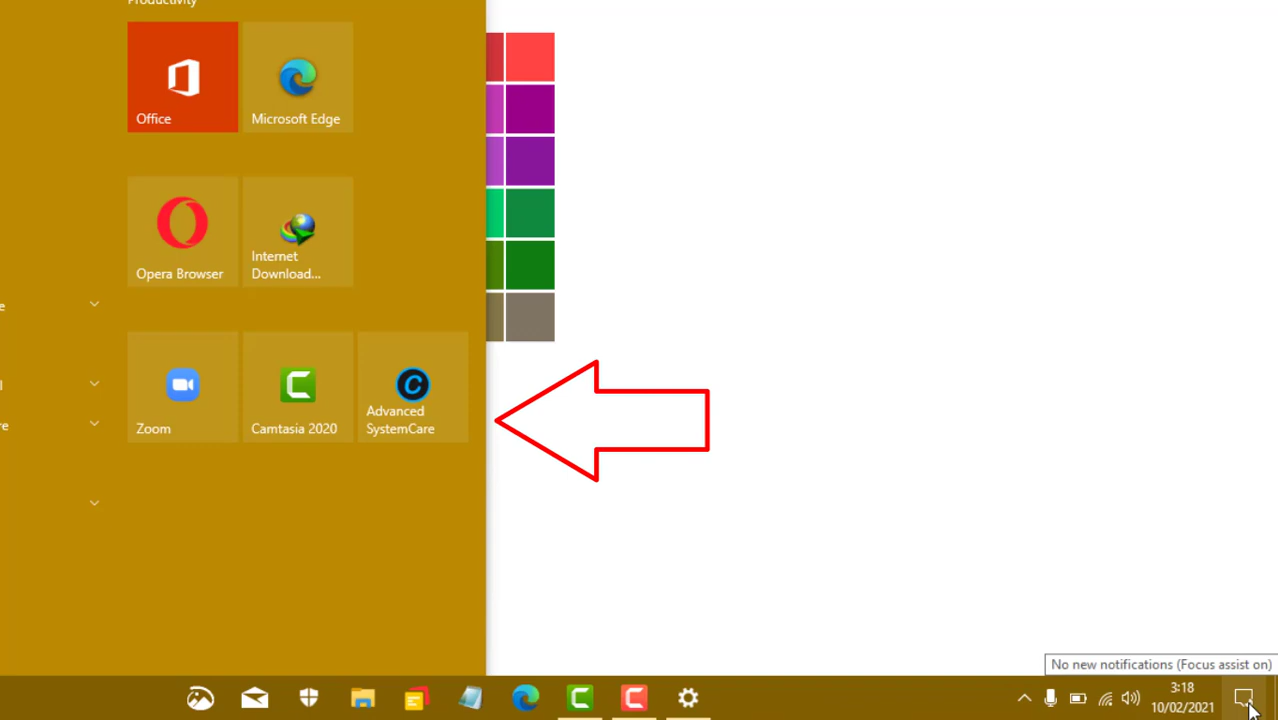 Productivity
Office
Microsoft Edge
Opera Browser
Internet
Download...
e
l
re
Zoom
Camtasia 2020
Advanced
SystemCare
No new notifications (Focus assist on)
3:18
10/02/2021